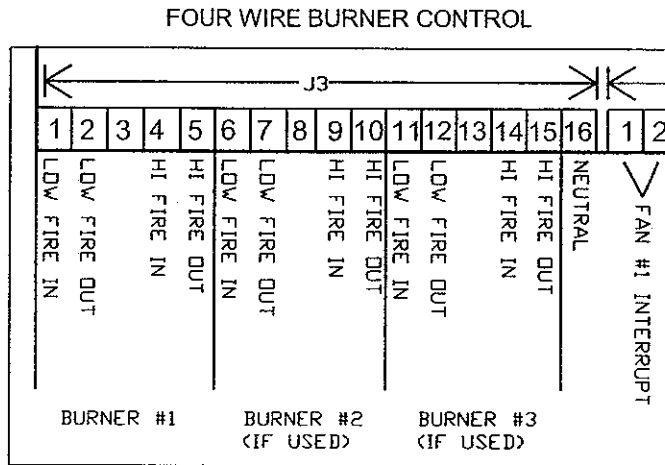 FOUR WIRE BURNER CONTROL
J3
1 2 3 4 5 6 7 8 9 10 11 12 13 14 15 16 1 2
LOW FIRE IN
LOW FIRE OUT
HI FIRE IN
HI FIRE OUT
LOW FIRE IN
LOW FIRE OUT
HI FIRE IN
HI FIRE OUT
LOW FIRE IN
LOW FIRE OUT
HI FIRE IN
HI FIRE OUT
NEUTRAL
FAN #1 INTERRUPT
BURNER #1
BURNER #2
(IF USED)
BURNER #3
(IF USED)